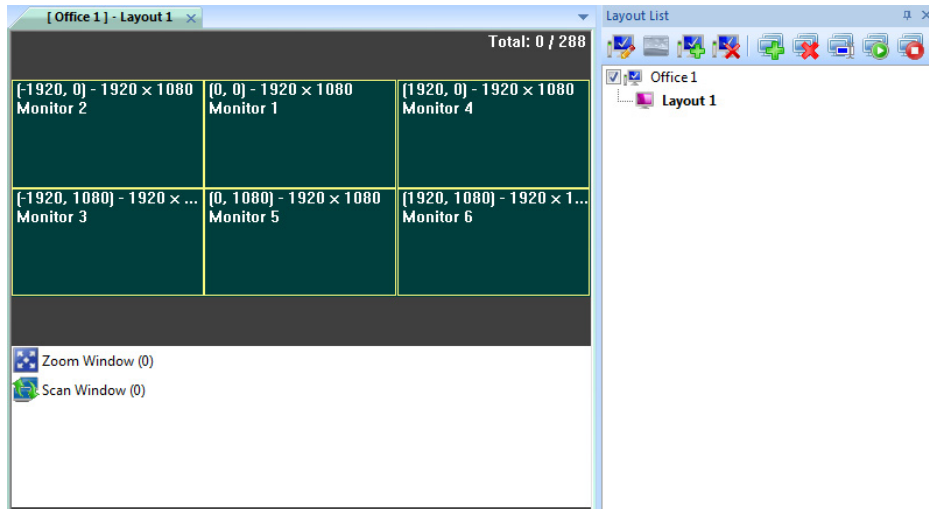 [ Office 1 ] - Layout 1
Total: 0 / 288
(-1920, 0) - 1920 × 1080
Monitor 2
(0, 0) - 1920 × 1080
Monitor 1
(1920, 0) - 1920 × 1080
Monitor 4
(-1920, 1080) - 1920 × ...
Monitor 3
(0, 1080) - 1920 × 1080
Monitor 5
(1920, 1080) - 1920 × 1...
Monitor 6
Zoom Window (0)
Scan Window (0)
Layout List
Office 1
Layout 1